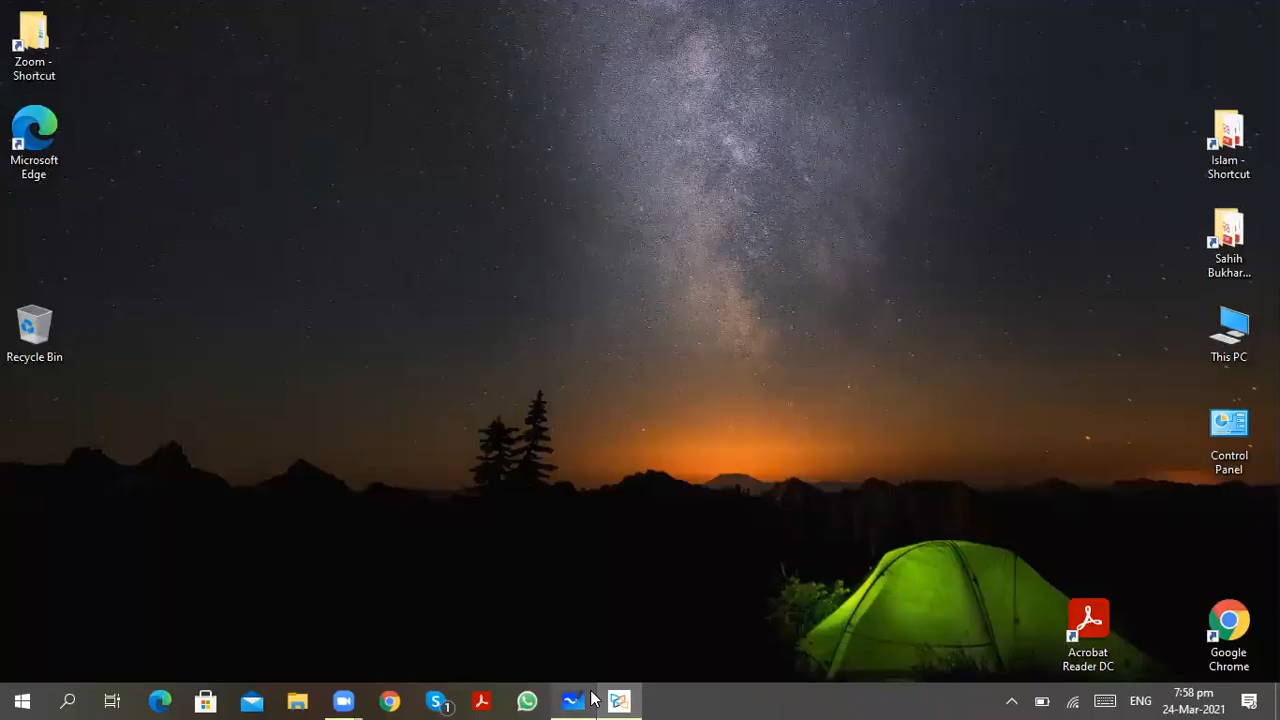 Zoom -
Shortcut
Microsoft
Edge
Recycle Bin
Islam -
Shortcut
Sahih
Bukhar...
This PC
Control
Panel
Acrobat
Reader DC
Google
Chrome
1
ENG
7:58 pm
24-Mar-2021